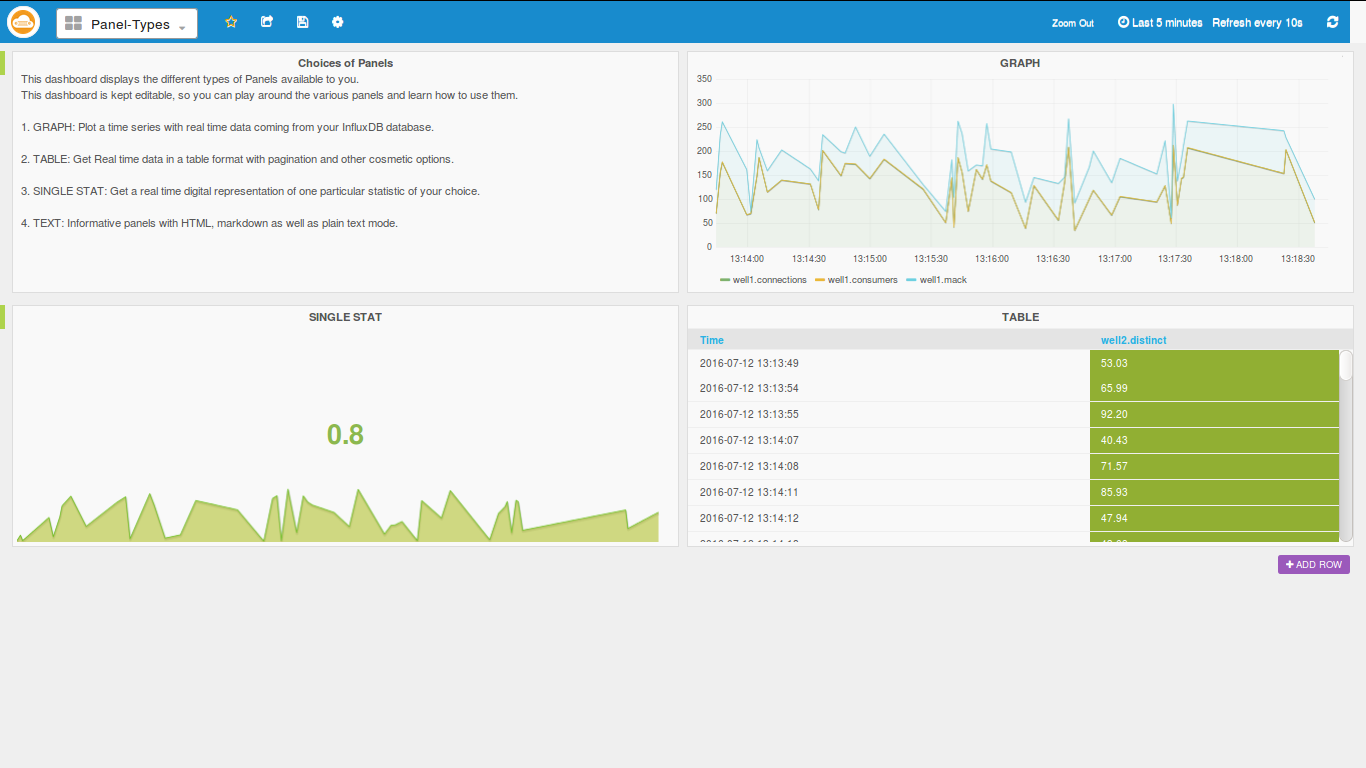 Panel-Types
Zoom Out
Last 5 minutes
Refresh every 10s
Choices of Panels
This dashboard displays the different types of Panels available to you.
This dashboard is kept editable, so you can play around the various panels and learn how to use them.
1. GRAPH: Plot a time series with real time data coming from your InfluxDB database.
2. TABLE: Get Real time data in a table format with pagination and other cosmetic options.
3. SINGLE STAT: Get a real time digital representation of one particular statistic of your choice.
4. TEXT: Informative panels with HTML, markdown as well as plain text mode.
GRAPH
350
300
250
200
150
100
50
0
13:14:00 13:14:30 13:15:00 13:15:30 13:16:00 13:16:30 13:17:00 13:17:30 13:18:00 13:18:30
well1.connections well1.consumers well1.mack
SINGLE STAT
0.8
TABLE
Time well2.distinct
2016-07-12 13:13:49 53.03
2016-07-12 13:13:54 65.99
2016-07-12 13:13:55 92.20
2016-07-12 13:14:07 40.43
2016-07-12 13:14:08 71.57
2016-07-12 13:14:11 85.93
2016-07-12 13:14:12 47.94
ADD ROW